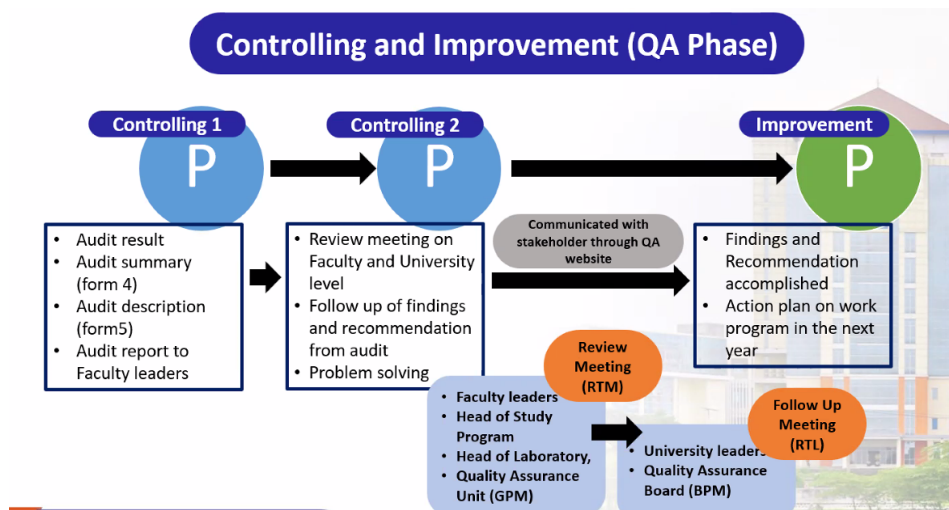 Controlling and Improvement (QA Phase)
Controlling 1
P
Controlling 2
P
Improvement
P
• Audit result
• Audit summary
(form 4)
• Audit description
(form5)
• Audit report to
Faculty leaders
• Review meeting on
Faculty and University
level
• Follow up of findings
and recommendation
from audit
• Problem solving
Communicated with
stakeholder through QA
website
• Findings and
Recommendation
accomplished
• Action plan on work
program in the next
year
Review
Meeting
(RTM)
• Faculty leaders
• Head of Study
Program
• Head of Laboratory,
• Quality Assurance
Unit (GPM)
Follow Up
Meeting
(RTL)
• University leaders
• Quality Assurance
Board (BPM)